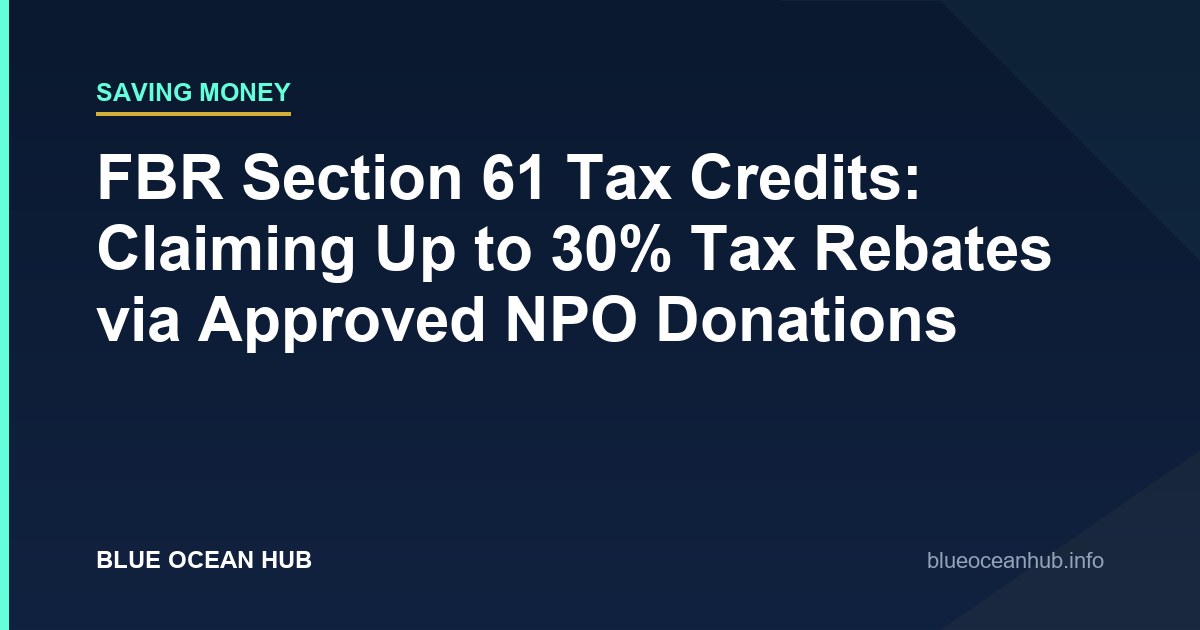 SAVING MONEY
FBR Section 61 Tax Credits:
Claiming Up to 30% Tax Rebates
via Approved NPO Donations
BLUE OCEAN HUB
blueoceanhub.info